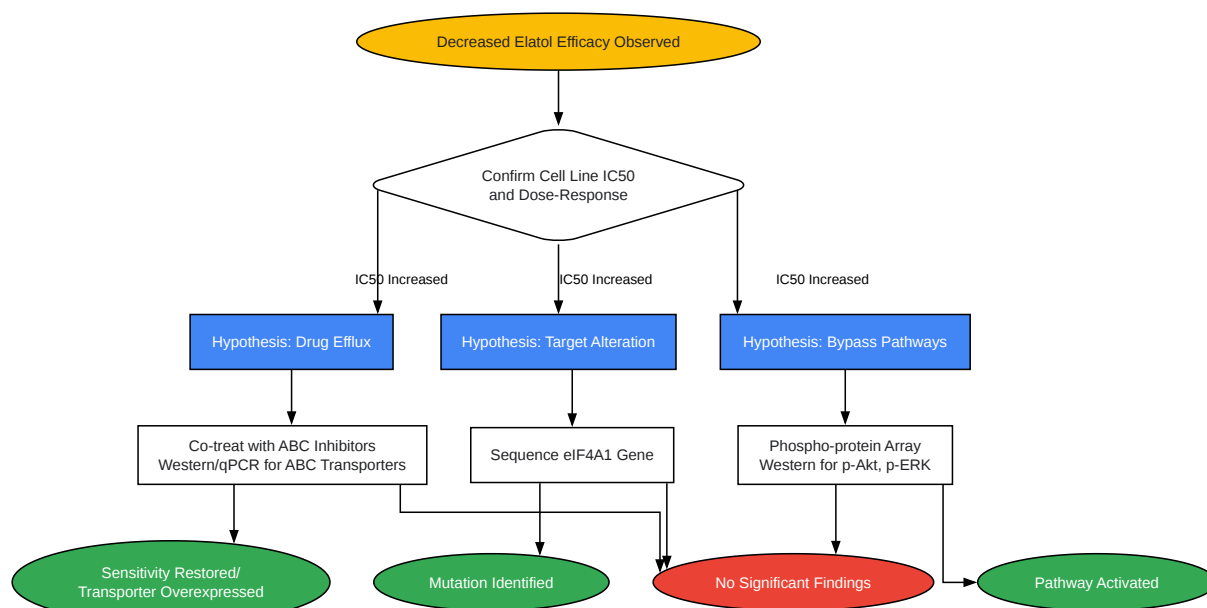 Decreased Elatol Efficacy Observed
Confirm Cell Line IC50
and Dose-Response
IC50 Increased
IC50 Increased
IC50 Increased
Hypothesis: Drug Efflux
Hypothesis: Target Alteration
Hypothesis: Bypass Pathways
Co-treat with ABC Inhibitors
Western/qPCR for ABC Transporters
Sequence eIF4A1 Gene
Phospho-protein Array
Western for p-Akt, p-ERK
Sensitivity Restored/
Transporter Overexpressed
Mutation Identified
No Significant Findings
Pathway Activated